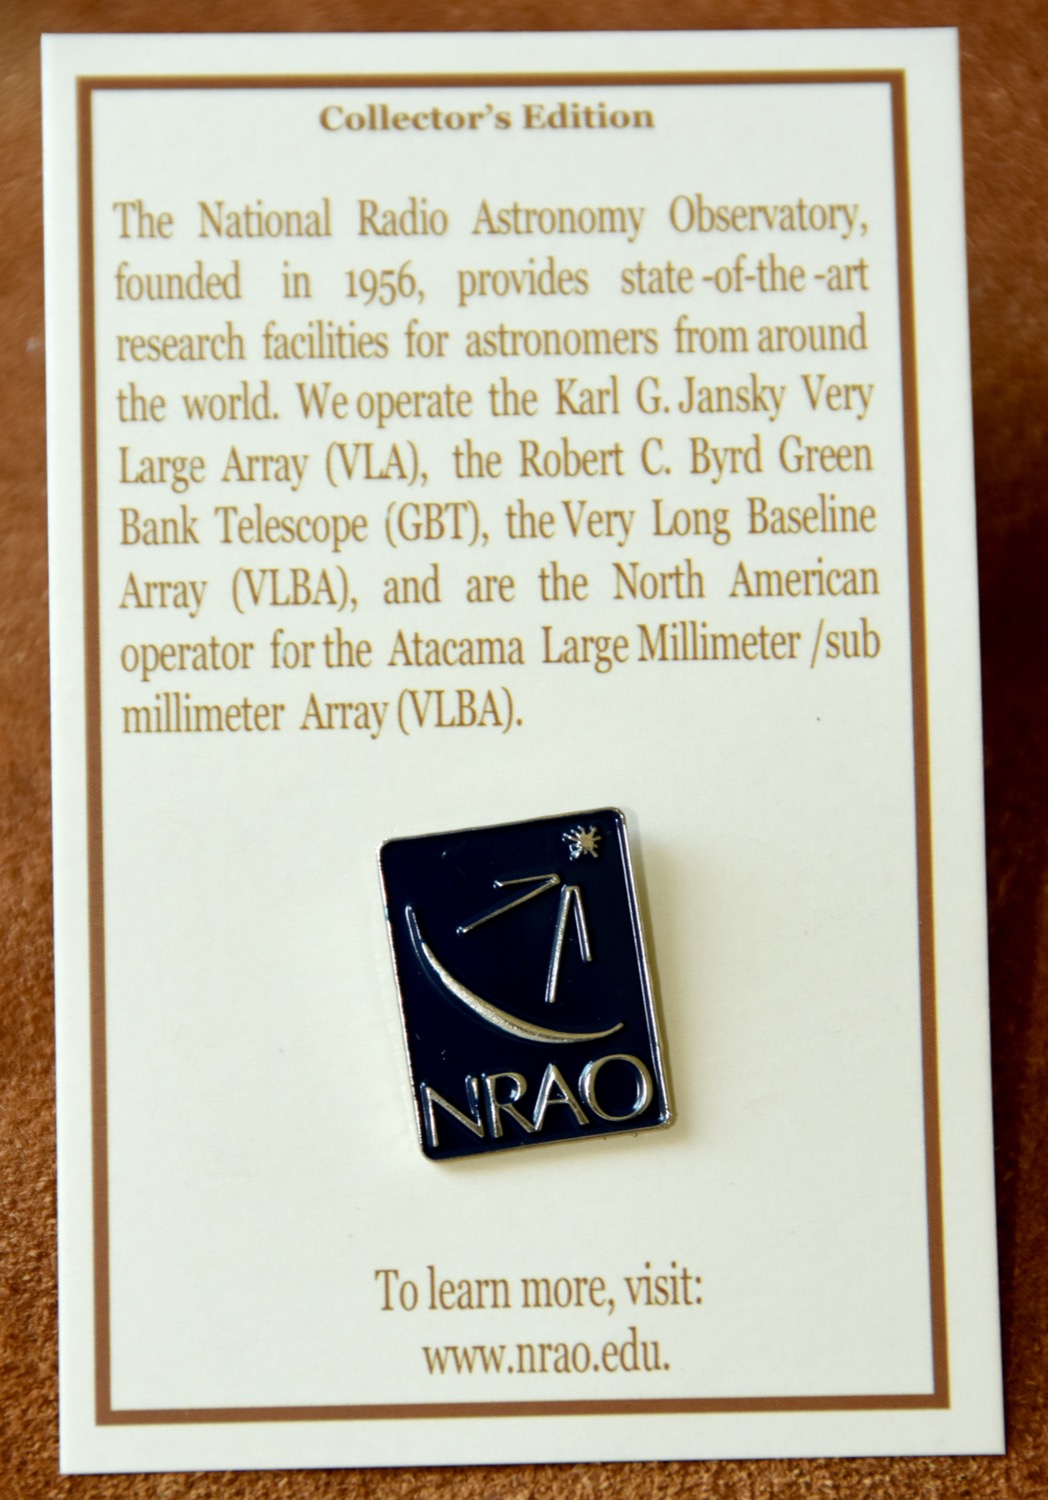 Collector's Edition
The National Radio Astronomy Observatory,
founded in 1956, provides state -of-the -art
research facilities for astronomers from around
the world. We operate the Karl G. Jansky Very
Large Array (VLA), the Robert C. Byrd Green
Bank Telescope (GBT), the Very Long Baseline
Array (VLBA), and are the North American
operator for the Atacama Large Millimeter /sub
millimeter Array (VLBA).
NRAO
To learn more, visit:
www.nrao.edu.